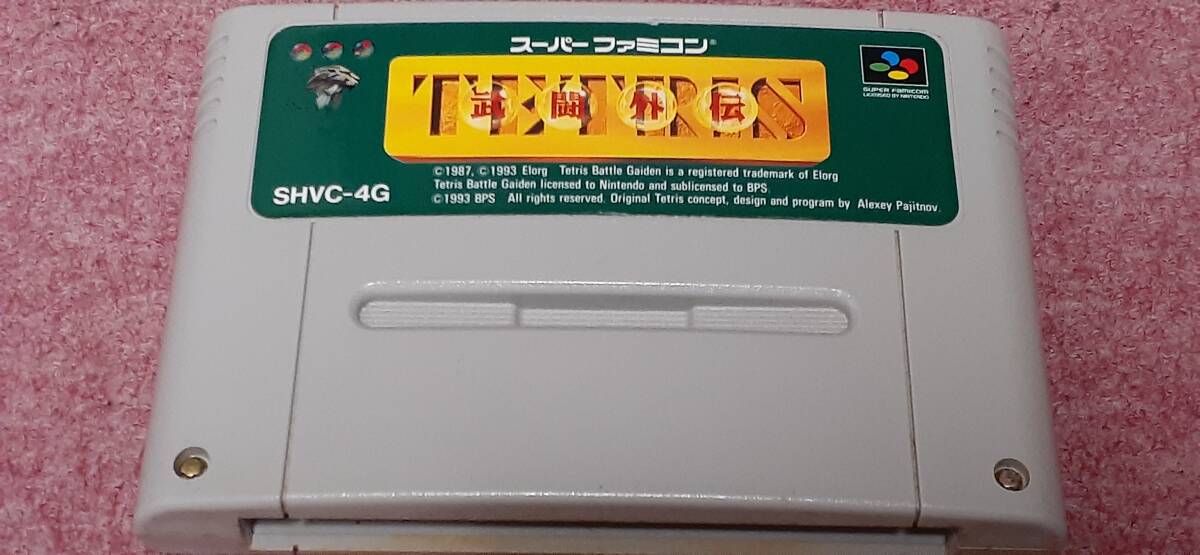 スーパーファミコン®
TETRIS
武闘外伝
SUPER FAMICOM
LICENSED BY NINTENDO
©1987, ©1993 Elorg Tetris Battle Gaiden is a registered trademark of Elorg
Tetris Battle Gaiden licensed to Nintendo and sublicensed to BPS.
SHVC-4G
©1993 BPS All rights reserved. Original Tetris concept, design and program by Alexey Pajitnov.